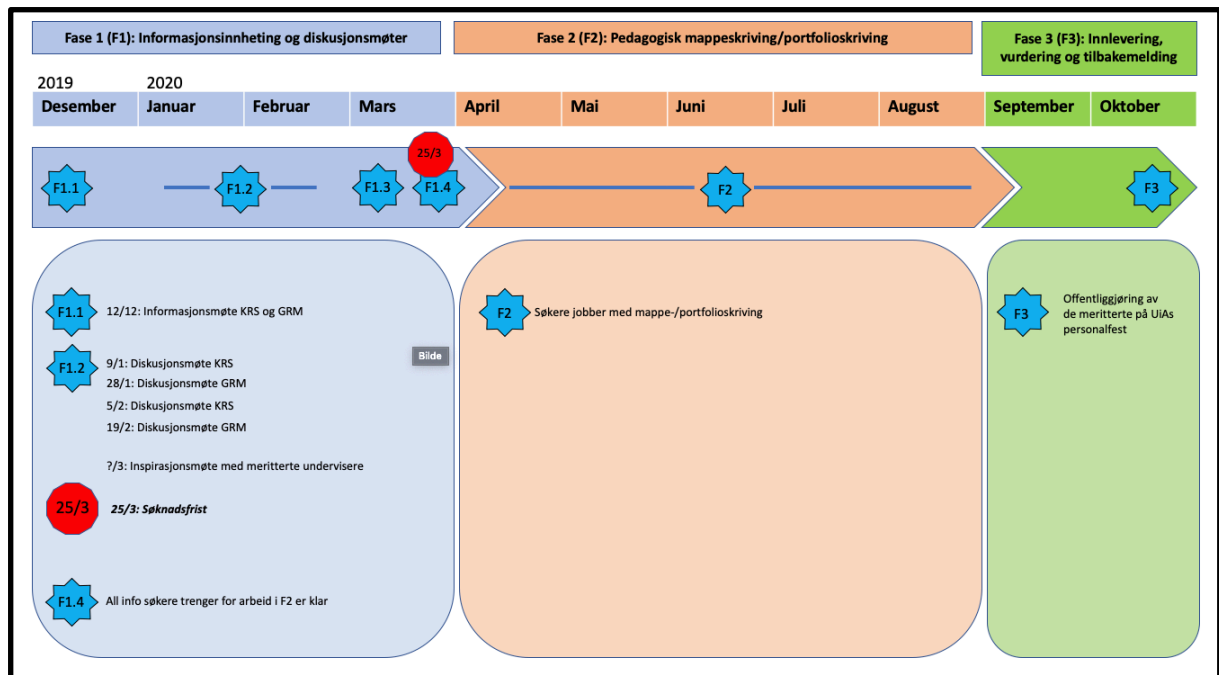 Fase 1 (F1): Informasjonsinnheting og diskusjonsmøter
Fase 2 (F2): Pedagogisk mappeskriving/portfolioskriving
Fase 3 (F3): Innlevering,
vurdering og tilbakemelding
2019
2020
Desember
Januar
Februar
Mars
April
Mai
Juni
Juli
August
September
Oktober
25/3
F1.1
F1.2
F1.3
F1.4
F2
F3
F1.1
12/12: Informasjonsmøte KRS og GRM
F1.2
9/1: Diskusjonsmøte KRS
28/1: Diskusjonsmøte GRM
5/2: Diskusjonsmøte KRS
19/2: Diskusjonsmøte GRM
?/3: Inspirasjonsmøte med meritterte undervisere
25/3
25/3: Søknadsfrist
F1.4
All info søkere trenger for arbeid i F2 er klar
Bilde
F2
Søkere jobber med mappe-/portfolioskriving
F3
Offentliggjøring av
de meritterte på UiAs
personalfest